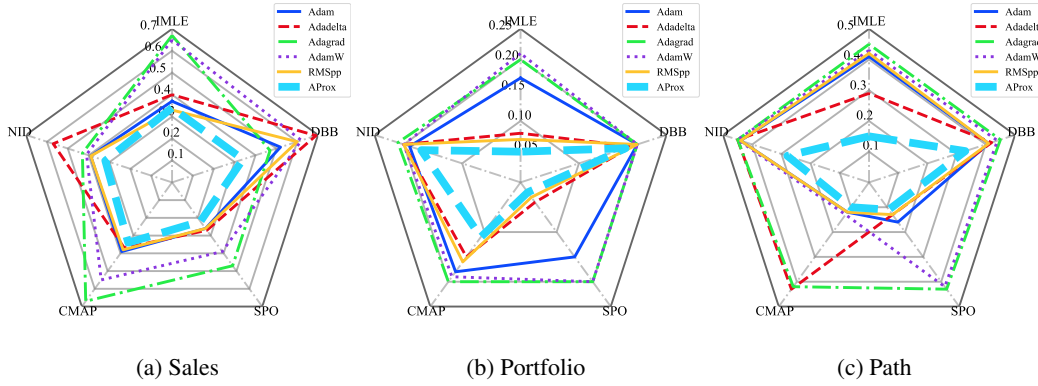 IMLE
0.7
0.6
0.5
0.4
0.2
0.1
NID
DBB
CMAP
SPO
Adam
Adadelta
Adagrad
AdamW
RMSpp
AProx
(a) Sales
IMLE
0.25
0.20
0.15
0.10
0.05
NID
DBB
CMAP
SPO
Adam
Adadelta
Adagrad
AdamW
RMSpp
AProx
(b) Portfolio
IMLE
0.5
0.4
0.3
0.2
0.1
NID
DBB
CMAP
SPO
Adam
Adadelta
Adagrad
AdamW
RMSpp
AProx
(c) Path